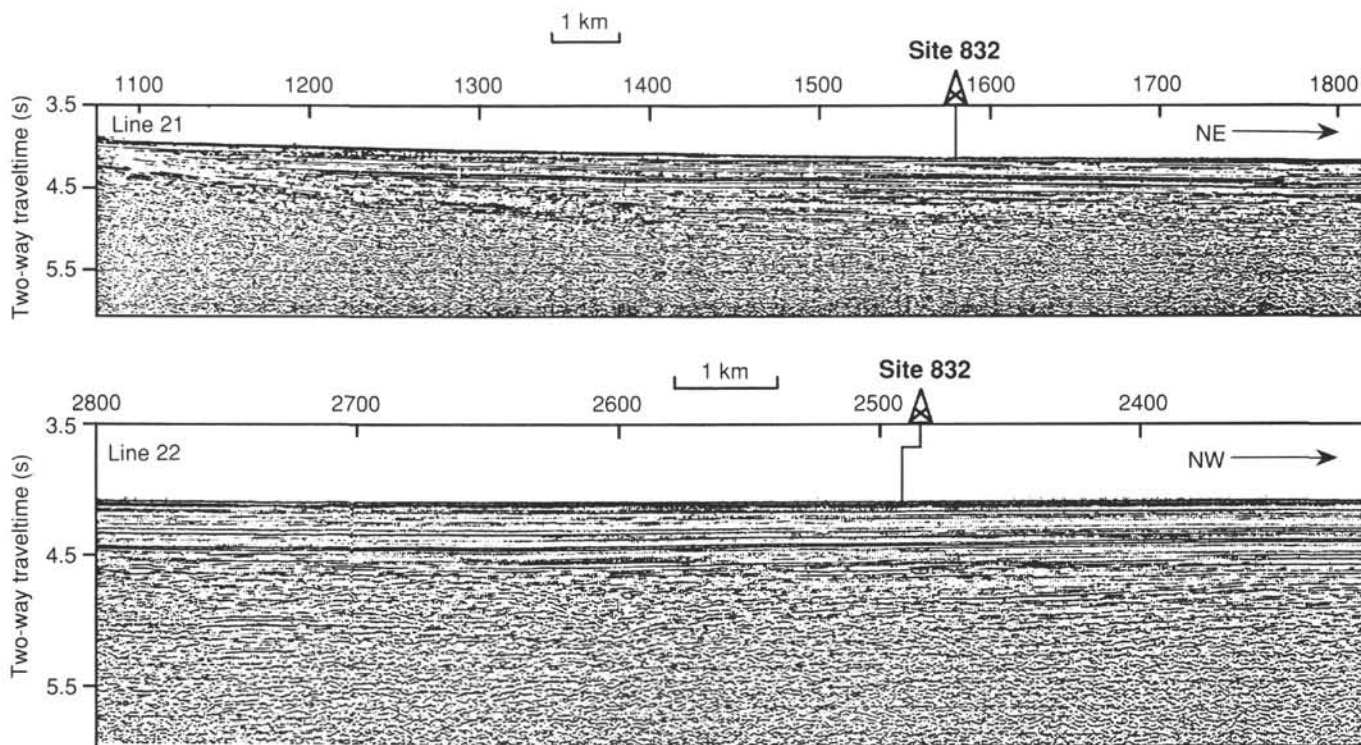 1 km
Site 832
1100 1200 1300 1400 1500 1600 1700 1800
3.5
Line 21
NE
4.5
5.5
Two-way traveltime (s)
1 km
Site 832
2800 2700 2600 2500 2400
3.5
Line 22
NW
4.5
5.5
Two-way traveltime (s)